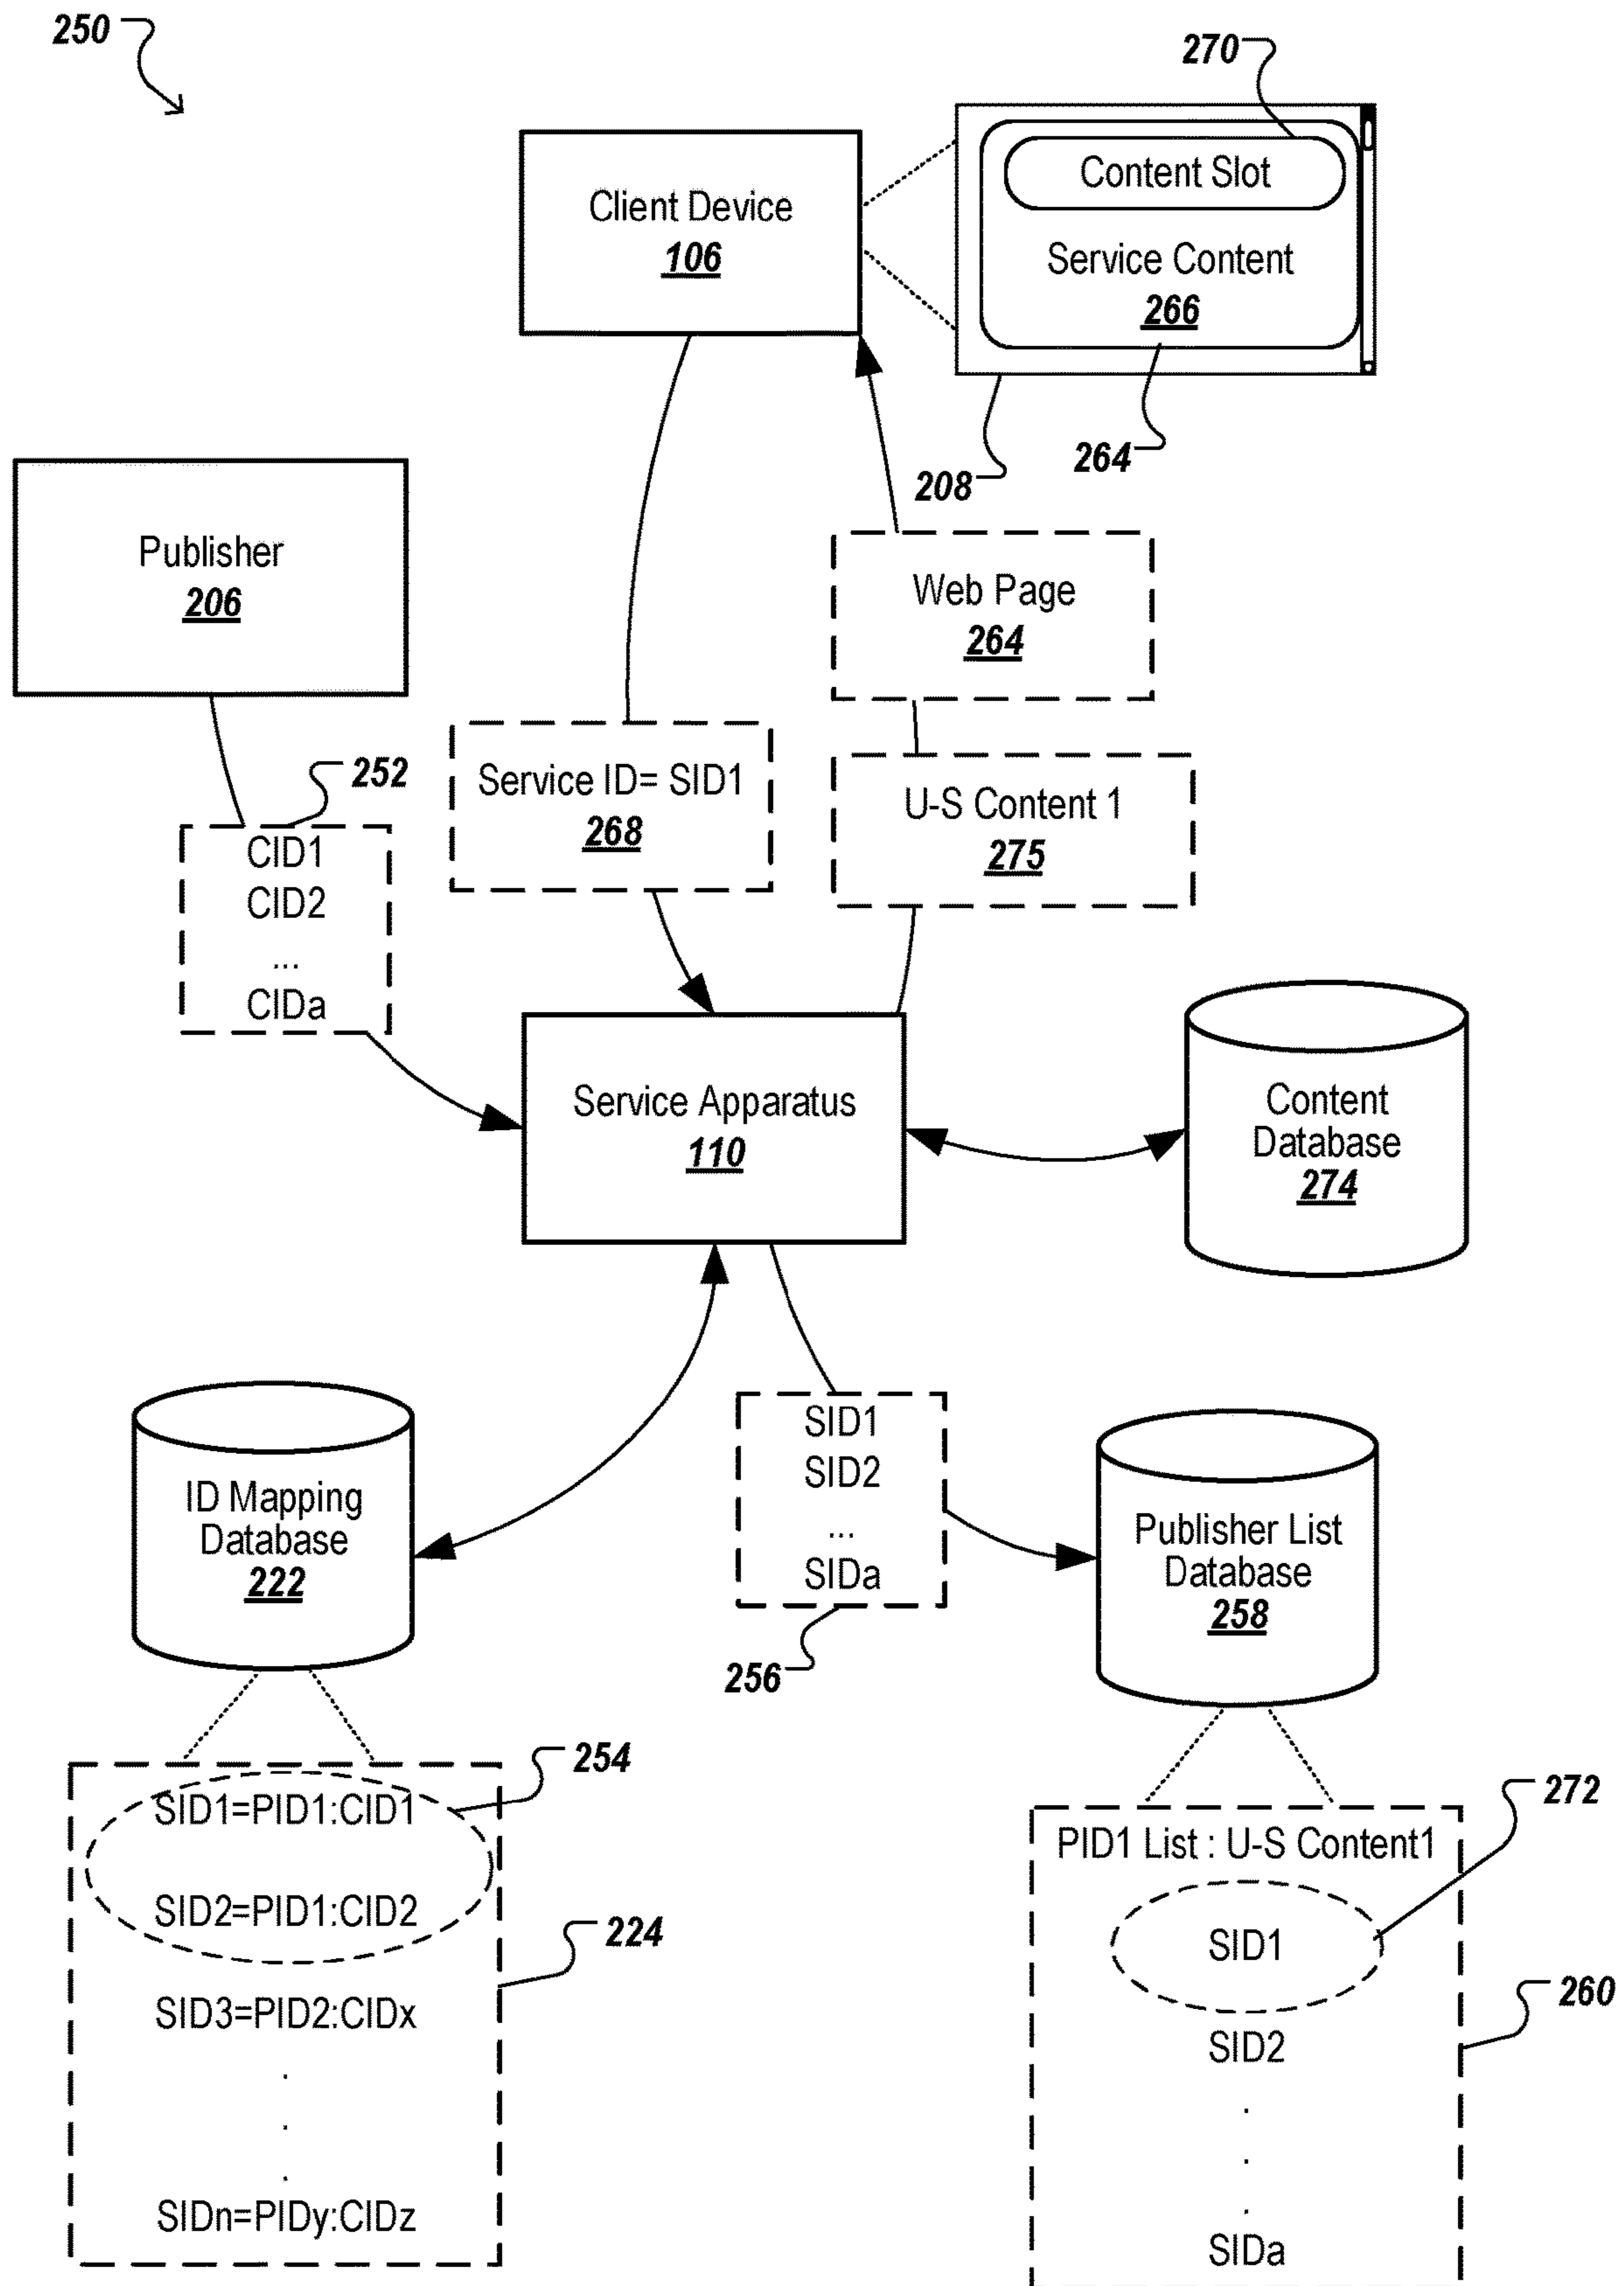 250
270
Content Slot
Client Device
106
Service Content
266
264
208
Publisher
206
Web Page
264
252
Service ID= SID1
268
U-S Content 1
275
CID1
CID2
...
CIDa
Service Apparatus
110
Content
Database
274
ID Mapping
Database
222
SID1
SID2
...
SIDa
256
Publisher List
Database
258
254
SID1=PID1:CID1
SID2=PID1:CID2
224
SID3=PID2:CIDx
.
.
.
SIDn=PIDy:CIDz
272
PID1 List : U-S Content1
SID1
260
SID2
.
.
.
SIDa